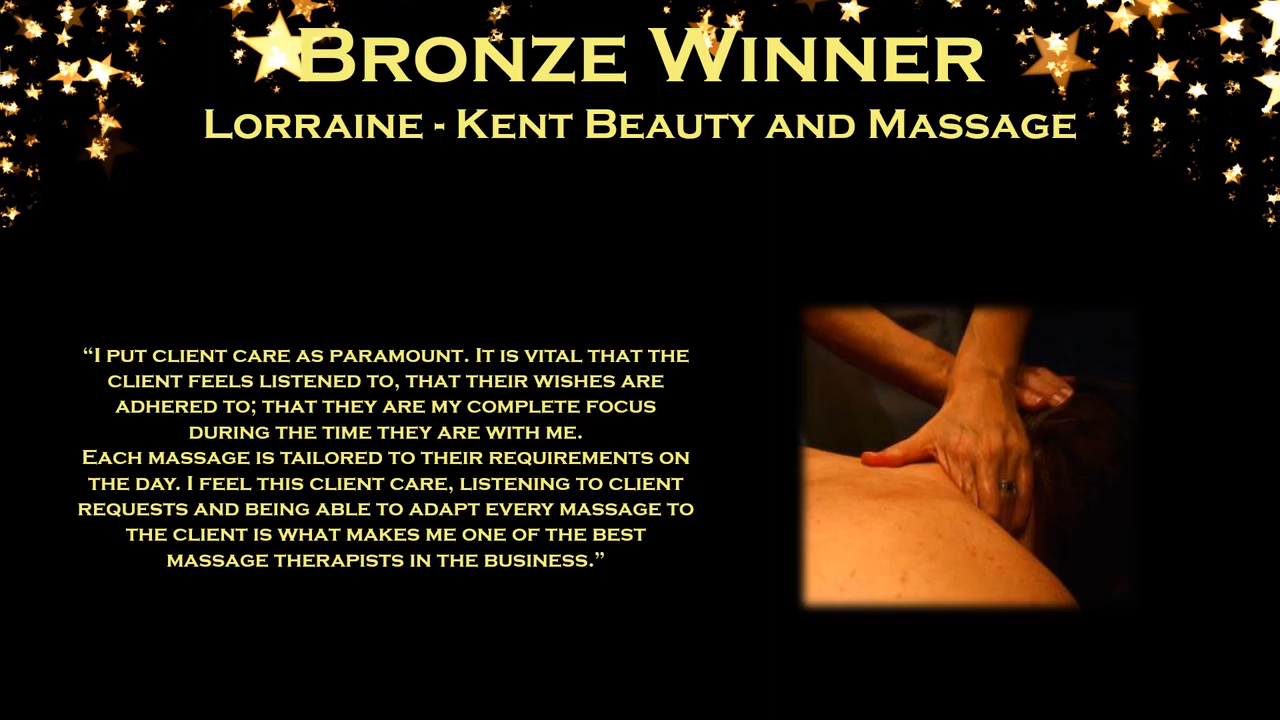 Bronze Winner
Lorraine - Kent Beauty and Massage
“I put client care as paramount. It is vital that the
client feels listened to, that their wishes are
adhered to; that they are my complete focus
during the time they are with me.
Each massage is tailored to their requirements on
the day. I feel this client care, listening to client
requests and being able to adapt every massage to
the client is what makes me one of the best
massage therapists in the business.”